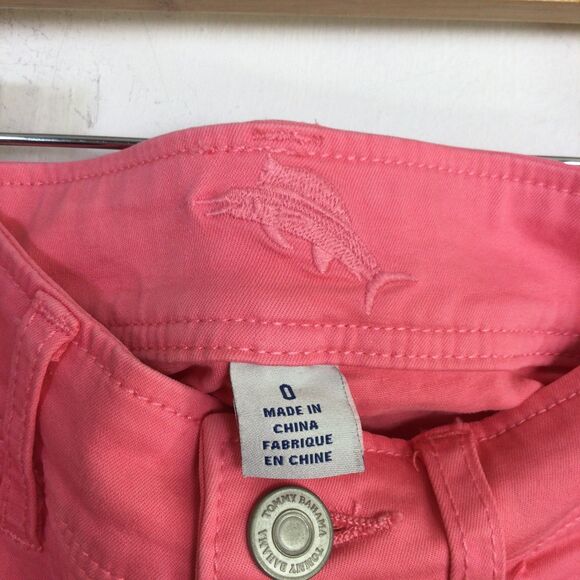 0
MADE IN
CHINA
FABRIQUE
EN CHINE
TOMMY BAHAMA
TOMMY BAHAMA